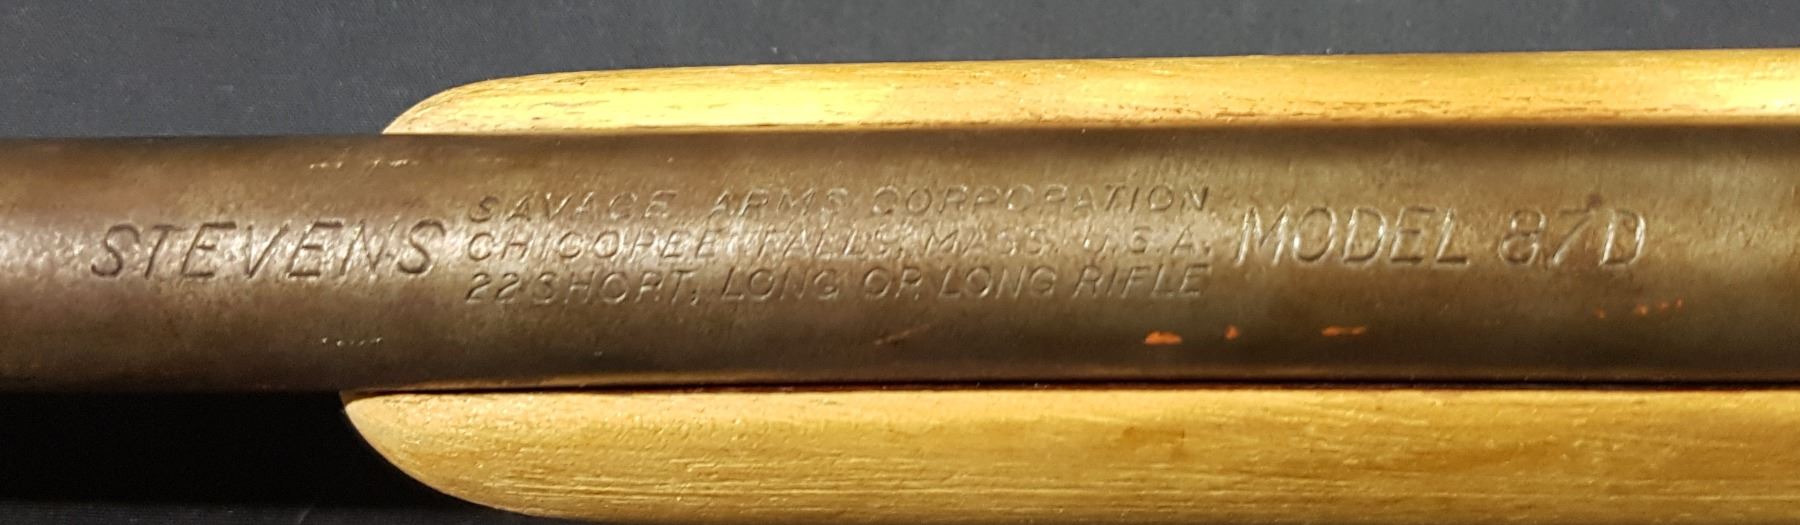 STEVENS
SAVAGE ARMS CORPORATION
CHICOPEE FALLS, MASS. U.S.A.
22 SHORT, LONG OR LONG RIFLE
MODEL 87D